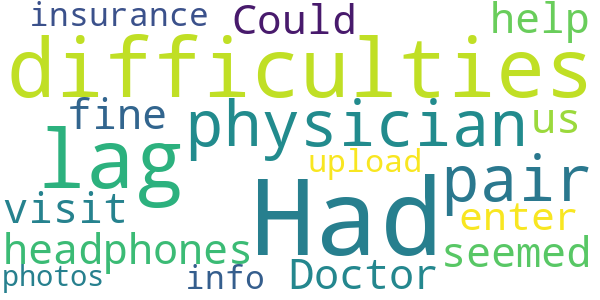 insurance Could help
difficulties
fine physician us
lag upload pair
visit Had enter
headphones seemed
photos info Doctor